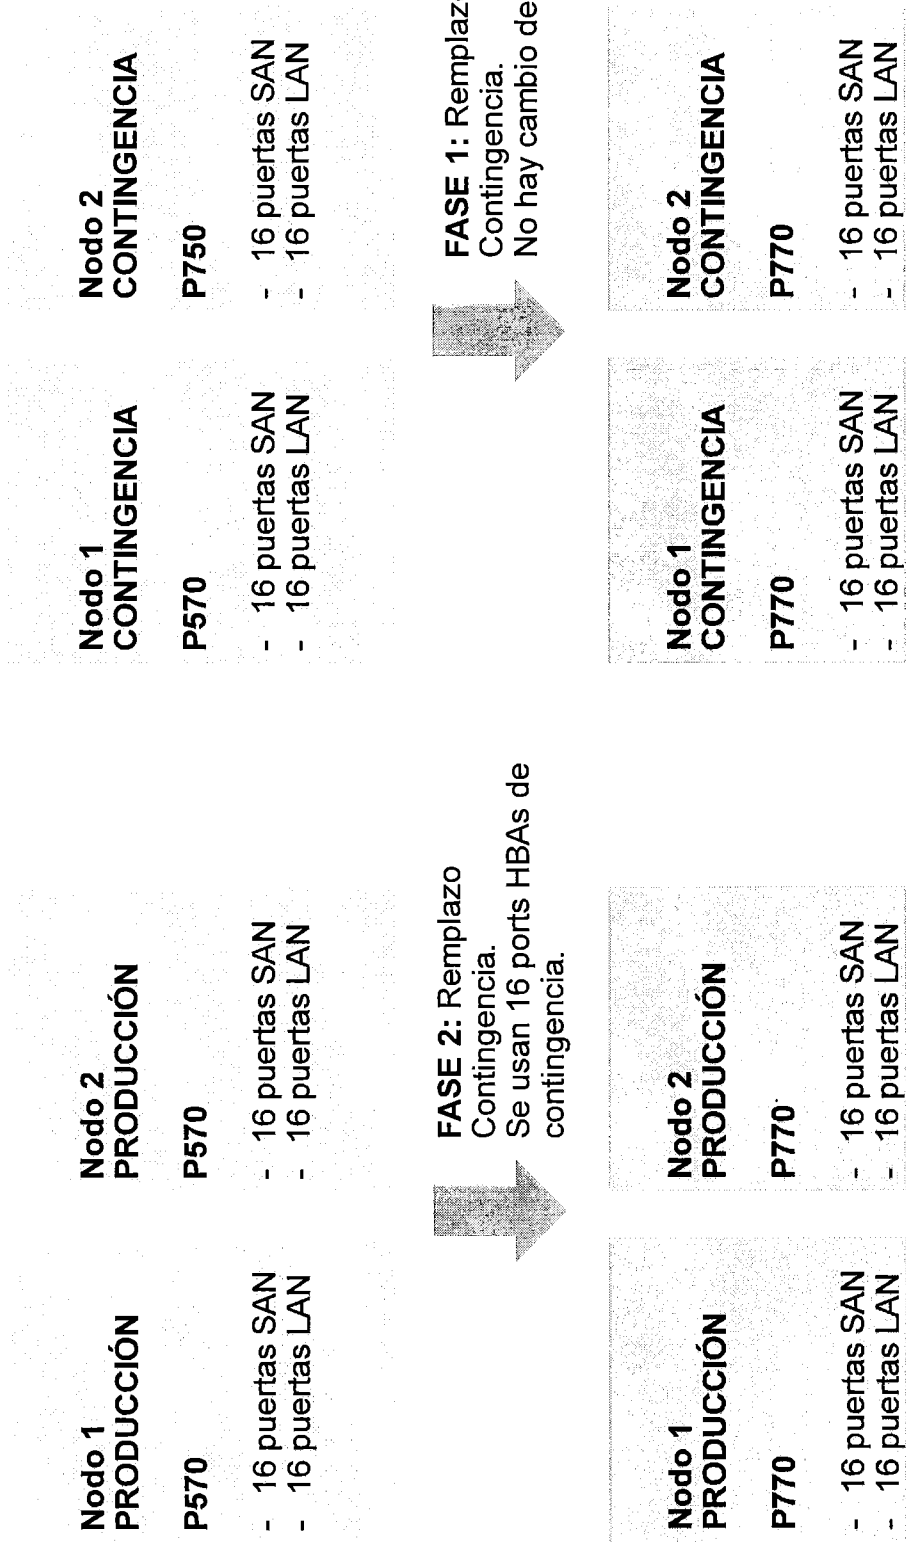 Nodo 1
PRODUCCIÓN
P570
- 16 puertas SAN
- 16 puertas LAN
Nodo 2
PRODUCCIÓN
P570
- 16 puertas SAN
- 16 puertas LAN
Nodo 1
CONTINGENCIA
P570
- 16 puertas SAN
- 16 puertas LAN
Nodo 2
CONTINGENCIA
P750
- 16 puertas SAN
- 16 puertas LAN
FASE 2: Remplazo
Contingencia.
Se usan 16 ports HBAs de
contingencia.
FASE 1: Remplaz
Contingencia.
No hay cambio de
Nodo 1
PRODUCCIÓN
P770
- 16 puertas SAN
- 16 puertas LAN
Nodo 2
PRODUCCIÓN
P770
- 16 puertas SAN
- 16 puertas LAN
Nodo 1
CONTINGENCIA
P770
- 16 puertas SAN
- 16 puertas LAN
Nodo 2
CONTINGENCIA
P770
- 16 puertas SAN
- 16 puertas LAN